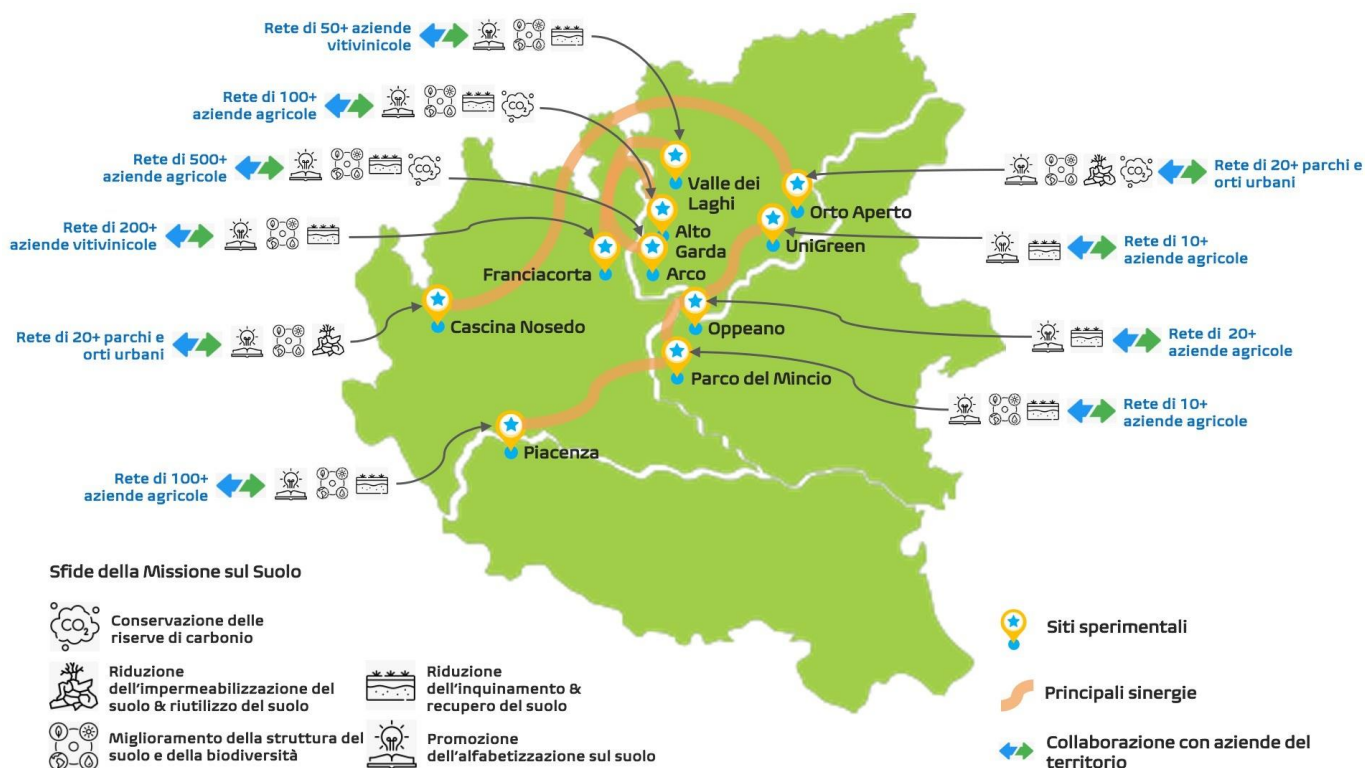 Rete di 50+ aziende
vitivinicole
Rete di 100+
aziende agricole
CO2
Rete di 500+
aziende agricole
CO2
Rete di 200+
aziende vitivinicole
Rete di 20+ parchi e
orti urbani
Rete di 100+
aziende agricole
Valle dei
Laghi
Alto
Garda
Arco
Franciacorta
Cascina Nosedo
Orto Aperto
UniGreen
Oppeano
Parco del Mincio
Piacenza
CO2
Rete di 20+ parchi e
orti urbani
Rete di 10+
aziende agricole
Rete di 20+
aziende agricole
Rete di 10+
aziende agricole
Sfide della Missione sul Suolo
CO2
Conservazione delle
riserve di carbonio
Riduzione
dell'impermeabilizzazione del
suolo & riutilizzo del suolo
Miglioramento della struttura del
suolo e della biodiversità
Riduzione
dell'inquinamento &
recupero del suolo
Promozione
dell'alfabetizzazione sul suolo
Siti sperimentali
Principali sinergie
Collaborazione con aziende del
territorio